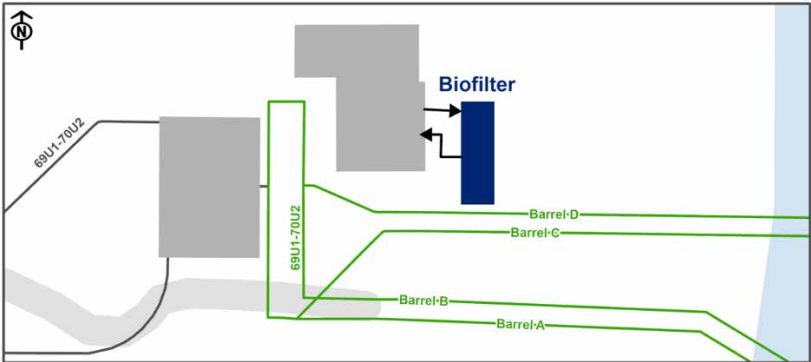 N
Biofilter
69U1-70U2
69U1-70U2
Barrel-D
Barrel-C
Barrel-B
Barrel-A